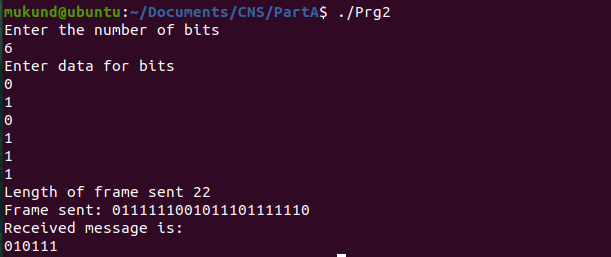 mukund@ubuntu:~/Documents/CNS/PartA$ ./Prg2
Enter the number of bits
6
Enter data for bits
0
1
0
1
1
1
Length of frame sent 22
Frame sent: 0111111001011101111110
Received message is:
010111